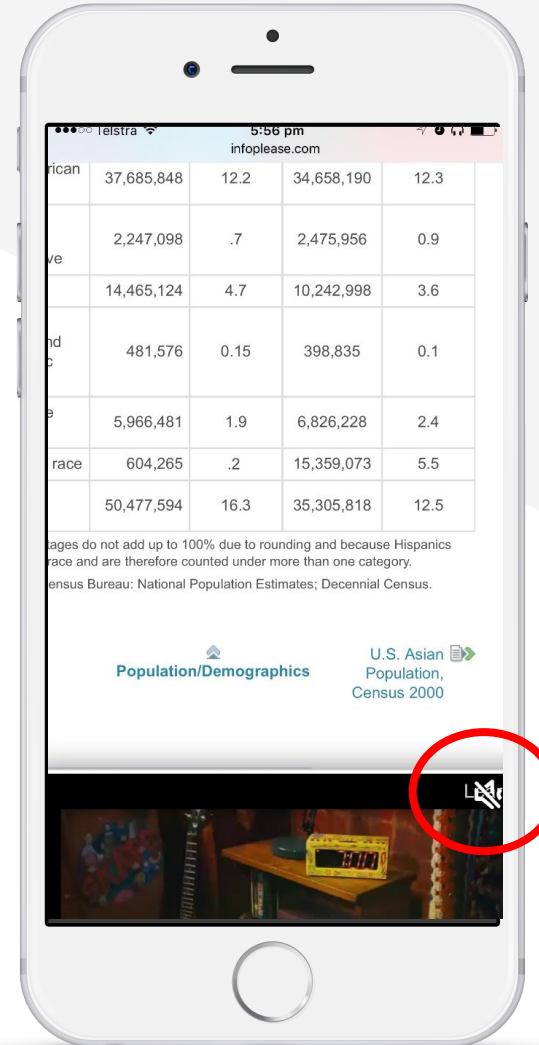 Telstra 5:56 pm
infoplease.com
rican 37,685,848 12.2 34,658,190 12.3
ve 2,247,098 .7 2,475,956 0.9
14,465,124 4.7 10,242,998 3.6
nd
c 481,576 0.15 398,835 0.1
e 5,966,481 1.9 6,826,228 2.4
race 604,265 .2 15,359,073 5.5
50,477,594 16.3 35,305,818 12.5
tages do not add up to 100% due to rounding and because Hispanics
race and are therefore counted under more than one category.
ensus Bureau: National Population Estimates; Decennial Census.
Population/Demographics
U.S. Asian
Population,
Census 2000